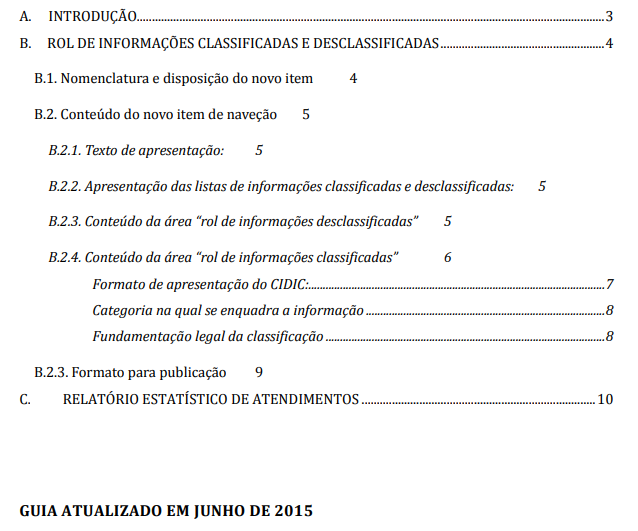 A. INTRODUÇÃO.......................................................................................................................3
B. ROL DE INFORMAÇÕES CLASSIFICADAS E DESCLASSIFICADAS..........................................4
B.1. Nomenclatura e disposição do novo item 4
B.2. Conteúdo do novo item de naveção 5
B.2.1. Texto de apresentação: 5
B.2.2. Apresentação das listas de informações classificadas e desclassificadas: 5
B.2.3. Conteúdo da área “rol de informações desclassificadas” 5
B.2.4. Conteúdo da área “rol de informações classificadas” 6
Formato de apresentação do CIDIC:............................................................................7
Categoria na qual se enquadra a informação..............................................................8
Fundamentação legal da classificação........................................................................8
B.2.3. Formato para publicação 9
C. RELATÓRIO ESTATÍSTICO DE ATENDIMENTOS.............................................................10
GUIA ATUALIZADO EM JUNHO DE 2015